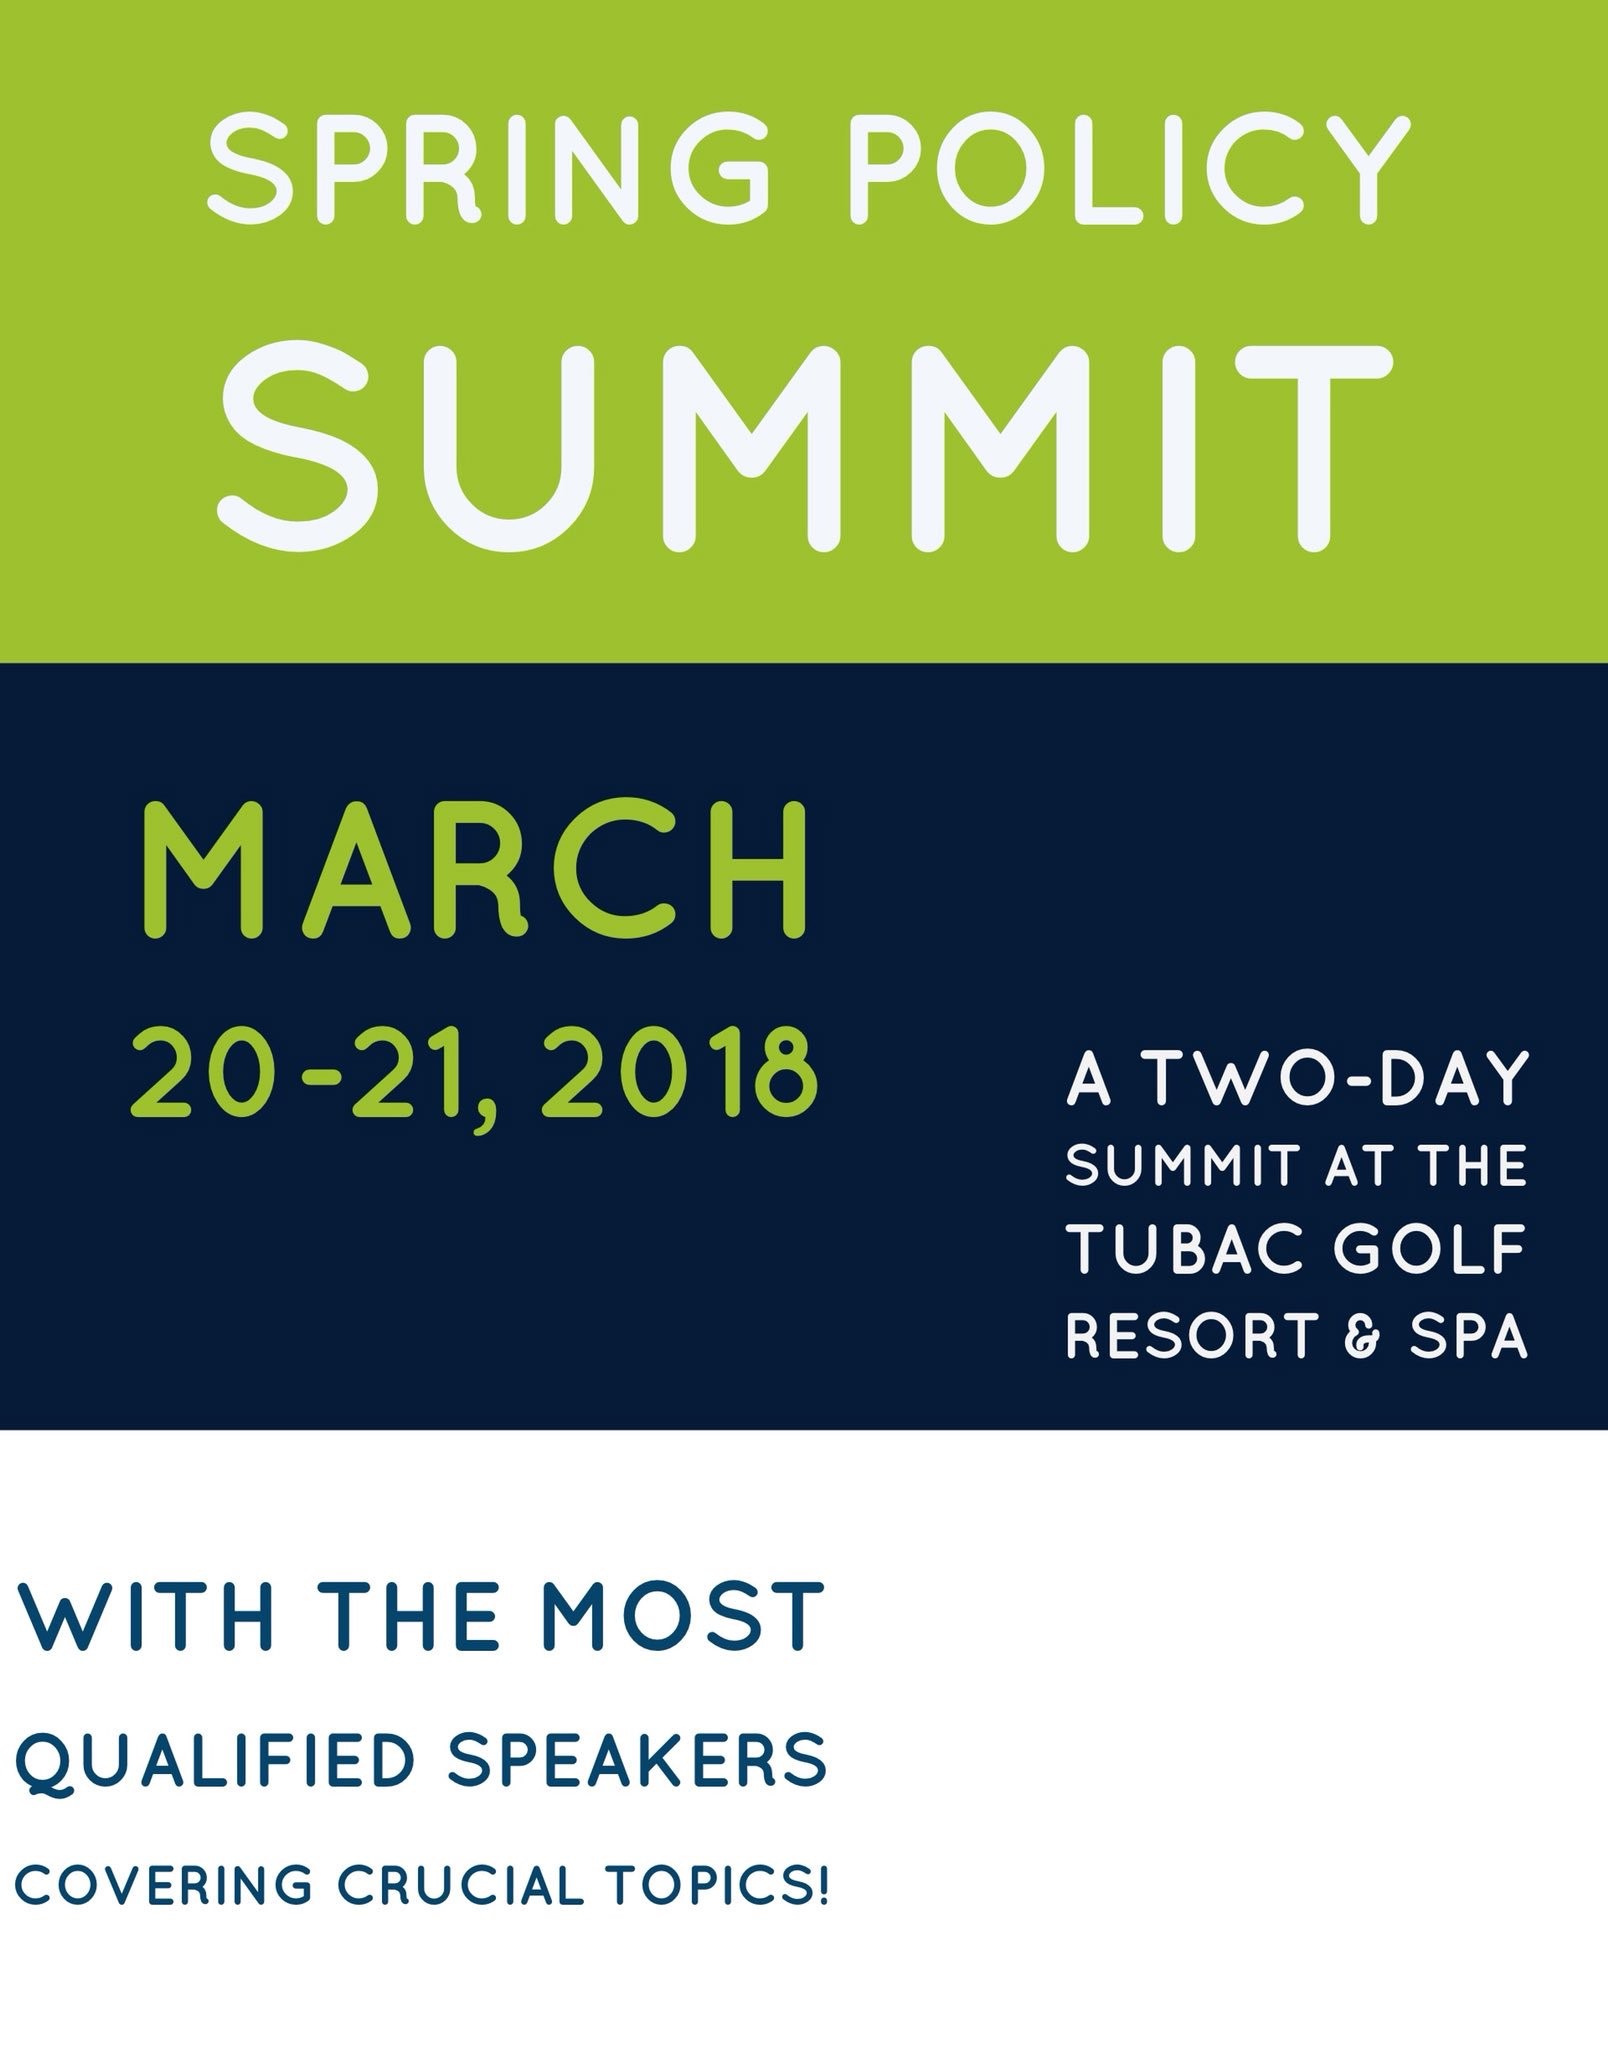 SPRING POLICY
SUMMIT
MARCH
20-21, 2018
A TWO-DAY
SUMMIT AT THE
TUBAC GOLF
RESORT & SPA
WITH THE MOST
QUALIFIED SPEAKERS
COVERING CRUCIAL TOPICS!